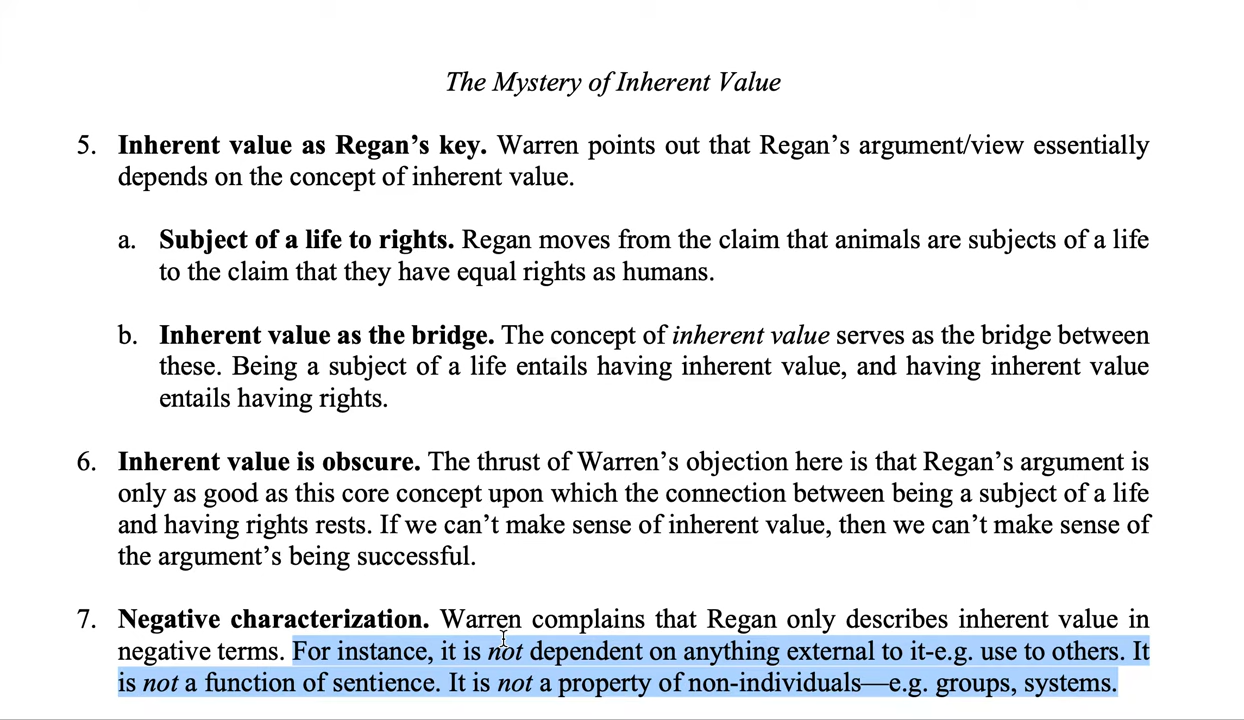 The Mystery of Inherent Value
5. Inherent value as Regan’s key. Warren points out that Regan’s argument/view essentially
depends on the concept of inherent value.
a. Subject of a life to rights. Regan moves from the claim that animals are subjects of a life
to the claim that they have equal rights as humans.
b. Inherent value as the bridge. The concept of inherent value serves as the bridge between
these. Being a subject of a life entails having inherent value, and having inherent value
entails having rights.
6. Inherent value is obscure. The thrust of Warren’s objection here is that Regan’s argument is
only as good as this core concept upon which the connection between being a subject of a life
and having rights rests. If we can’t make sense of inherent value, then we can’t make sense of
the argument’s being successful.
7. Negative characterization. Warren complains that Regan only describes inherent value in
negative terms. For instance, it is not dependent on anything external to it-e.g. use to others. It
is not a function of sentience. It is not a property of non-individuals—e.g. groups, systems.